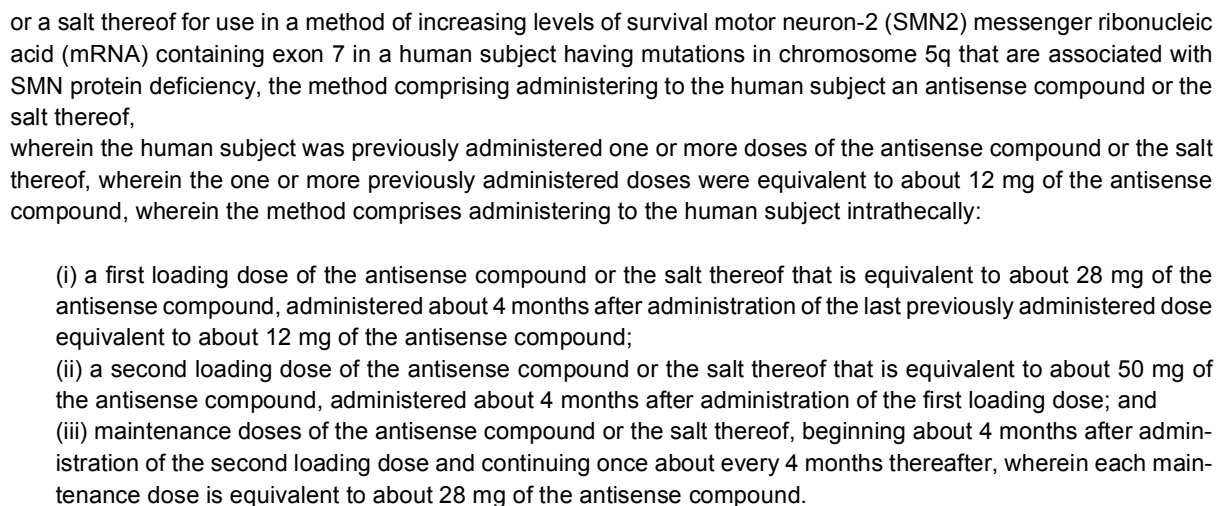 or a salt thereof for use in a method of increasing levels of survival motor neuron-2 (SMN2) messenger ribonucleic
acid (mRNA) containing exon 7 in a human subject having mutations in chromosome 5q that are associated with
SMN protein deficiency, the method comprising administering to the human subject an antisense compound or the
salt thereof,
wherein the human subject was previously administered one or more doses of the antisense compound or the salt
thereof, wherein the one or more previously administered doses were equivalent to about 12 mg of the antisense
compound, wherein the method comprises administering to the human subject intrathecally:
(i) a first loading dose of the antisense compound or the salt thereof that is equivalent to about 28 mg of the
antisense compound, administered about 4 months after administration of the last previously administered dose
equivalent to about 12 mg of the antisense compound;
(ii) a second loading dose of the antisense compound or the salt thereof that is equivalent to about 50 mg of
the antisense compound, administered about 4 months after administration of the first loading dose; and
(iii) maintenance doses of the antisense compound or the salt thereof, beginning about 4 months after admin-
istration of the second loading dose and continuing once about every 4 months thereafter, wherein each main-
tenance dose is equivalent to about 28 mg of the antisense compound.